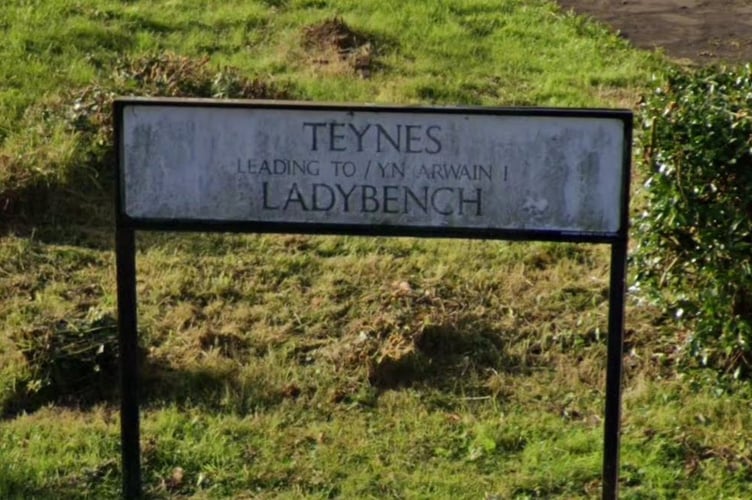 TEYNES
LEADING TO / YN ARWAIN I
LADYBENCH